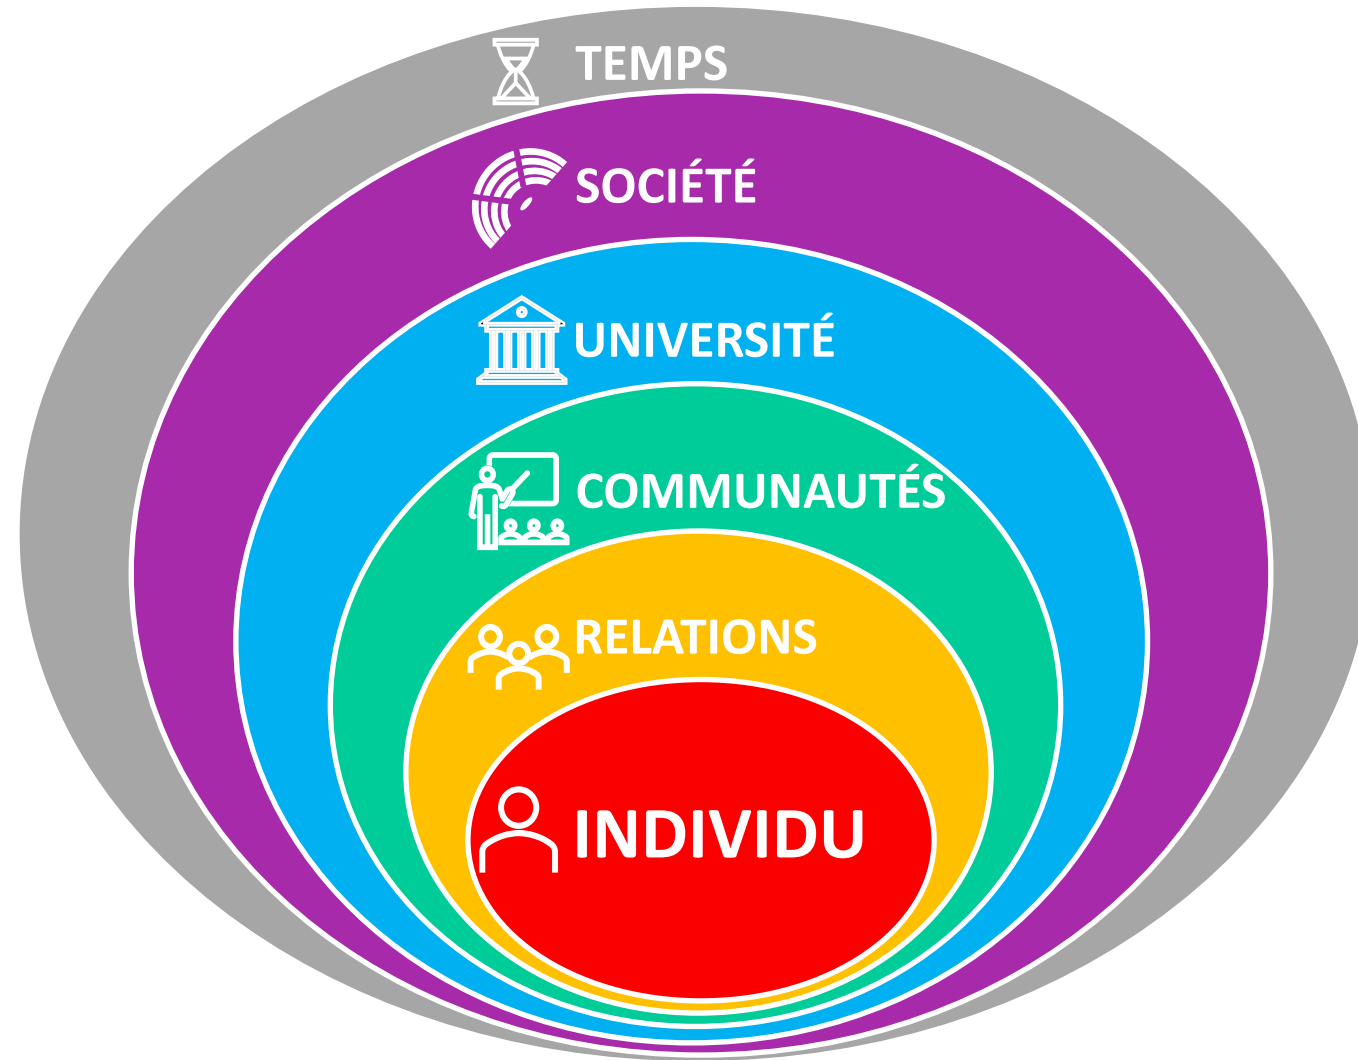 TEMPS
SOCIÉTÉ
UNIVERSITÉ
COMMUNAUTÉS
RELATIONS
INDIVIDU